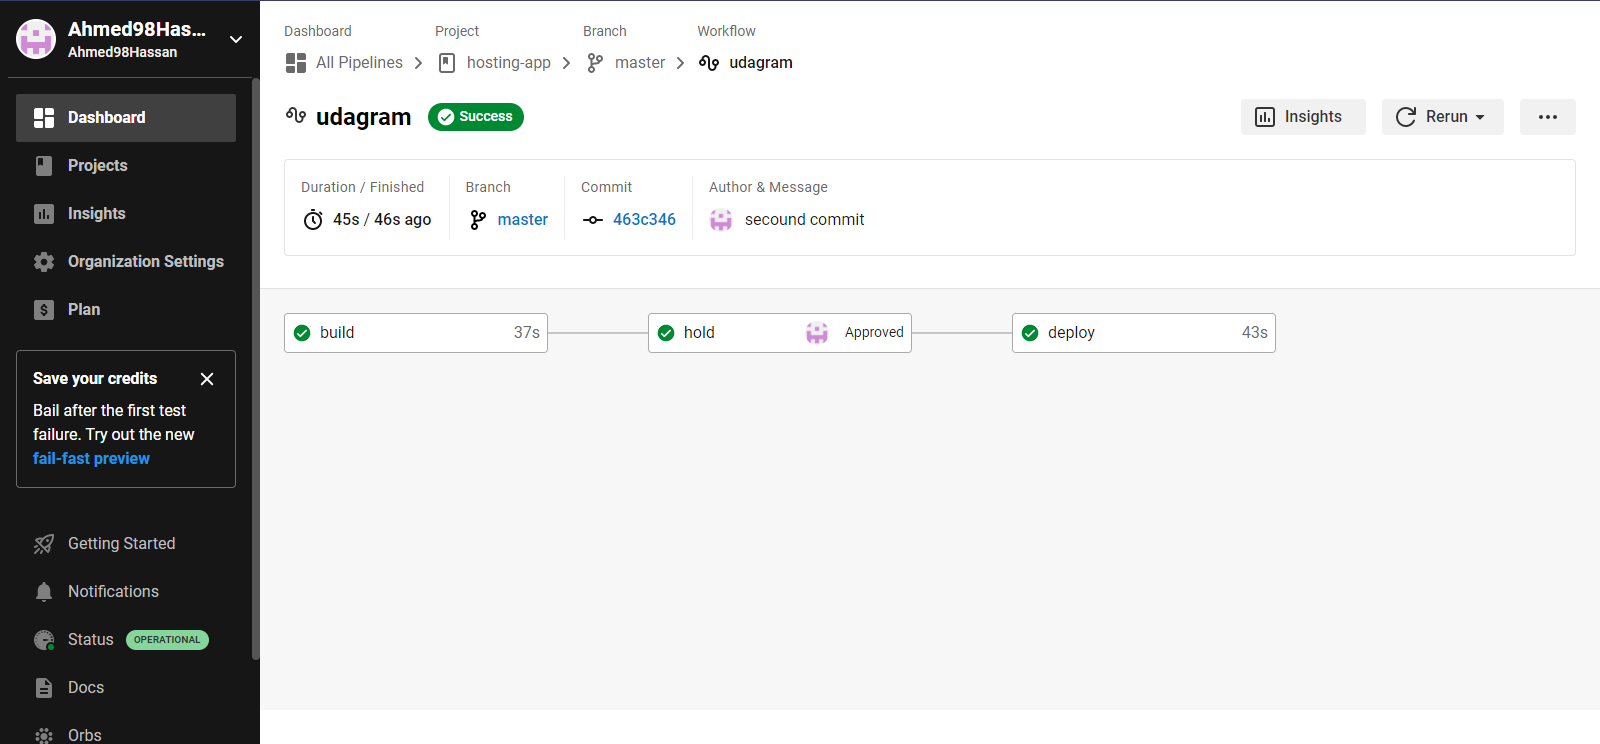 Ahmed98Has...
Ahmed98Hassan
Dashboard
Projects
Insights
Organization Settings
Plan
Save your credits
Bail after the first test
failure. Try out the new
fail-fast preview
Getting Started
Notifications
Status OPERATIONAL
Docs
Orbs
Dashboard Project Branch Workflow
All Pipelines hosting-app master udagram
udagram Success
Insights Rerun
Duration / Finished Branch Commit Author & Message
45s / 46s ago master 463c346 secound commit
build 37s hold Approved deploy 43s